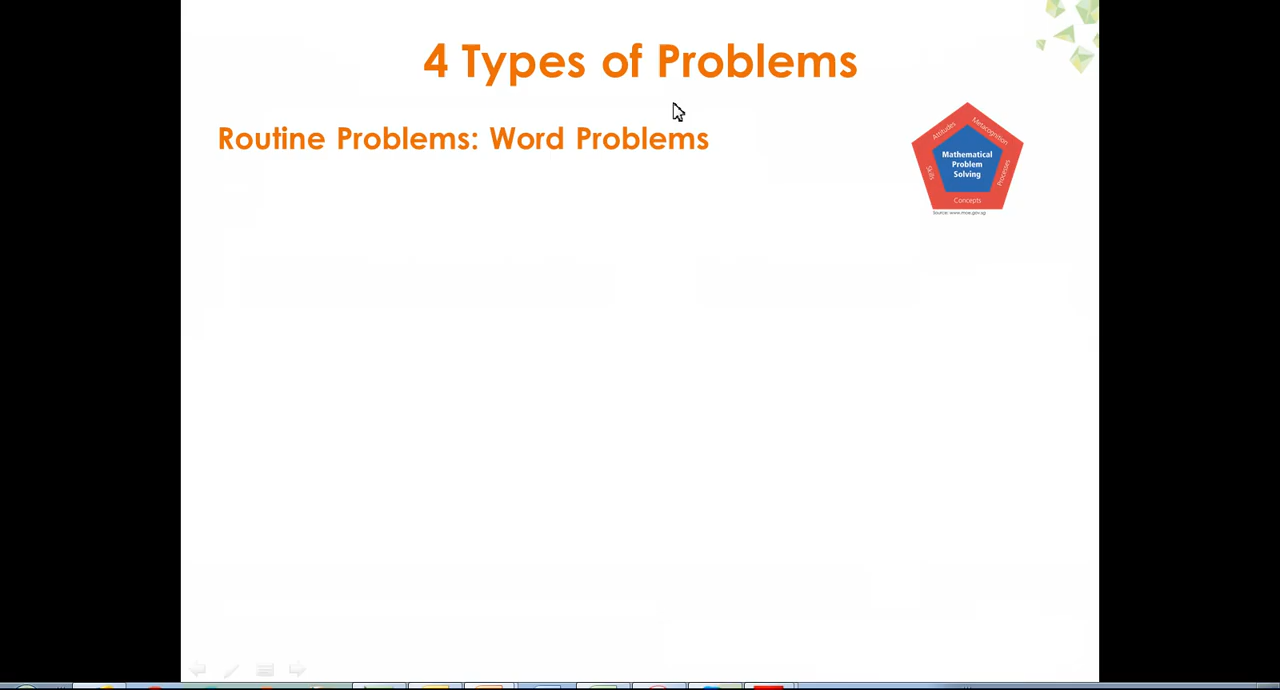 4 Types of Problems
Routine Problems: Word Problems
Attitudes
Metacognition
Mathematical
Problem
Solving
Skills
Processes
Concepts
Source: www.moe.gov.sg